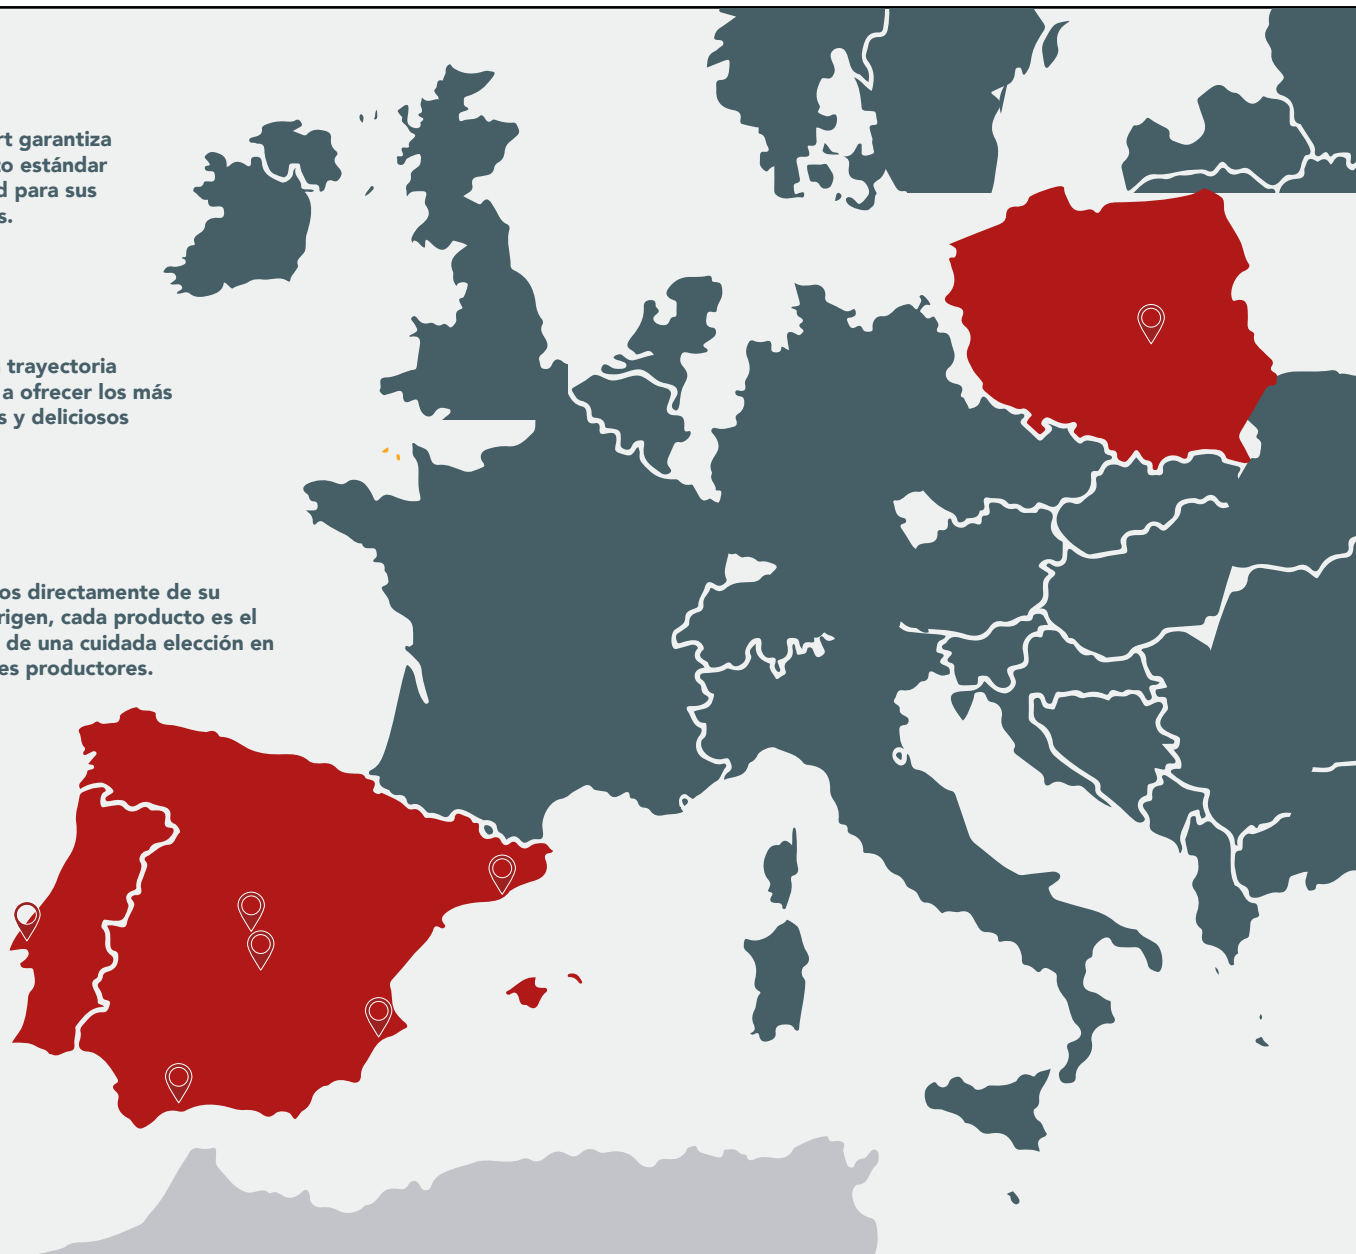 rt garantiza
to estándar
d para sus
s.
trayectoria
a ofrecer los más
s y deliciosos
os directamente de su
rigen, cada producto es el
de una cuidada elección en
es productores.